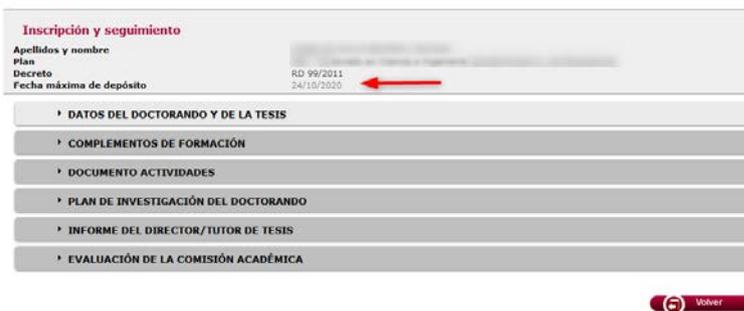 Inscripción y seguimiento
Apellidos y nombre
Plan
Decreto RD 99/2011
Fecha máxima de depósito 24/10/2020
DATOS DEL DOCTORANDO Y DE LA TESIS
COMPLEMENTOS DE FORMACIÓN
DOCUMENTO ACTIVIDADES
PLAN DE INVESTIGACIÓN DEL DOCTORANDO
INFORME DEL DIRECTOR/TUTOR DE TESIS
EVALUACIÓN DE LA COMISIÓN ACADÉMICA
Volver